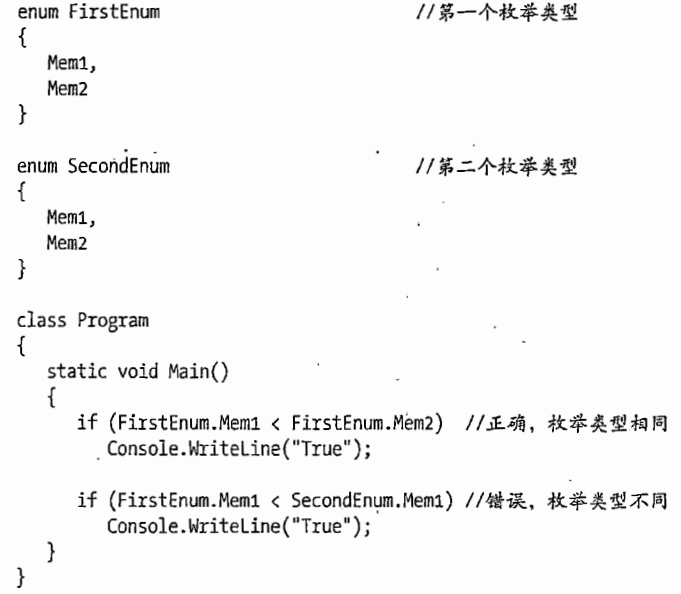 enum FirstEnum //第一个枚举类型
{
Mem1,
Mem2
}
enum SecondEnum //第二个枚举类型
{
Mem1,
Mem2
}
class Program
{
static void Main()
{
if (FirstEnum.Mem1 < FirstEnum.Mem2) //正确，枚举类型相同
Console.WriteLine("True");
if (FirstEnum.Mem1 < SecondEnum.Mem1) //错误，枚举类型不同
Console.WriteLine("True");
}
}